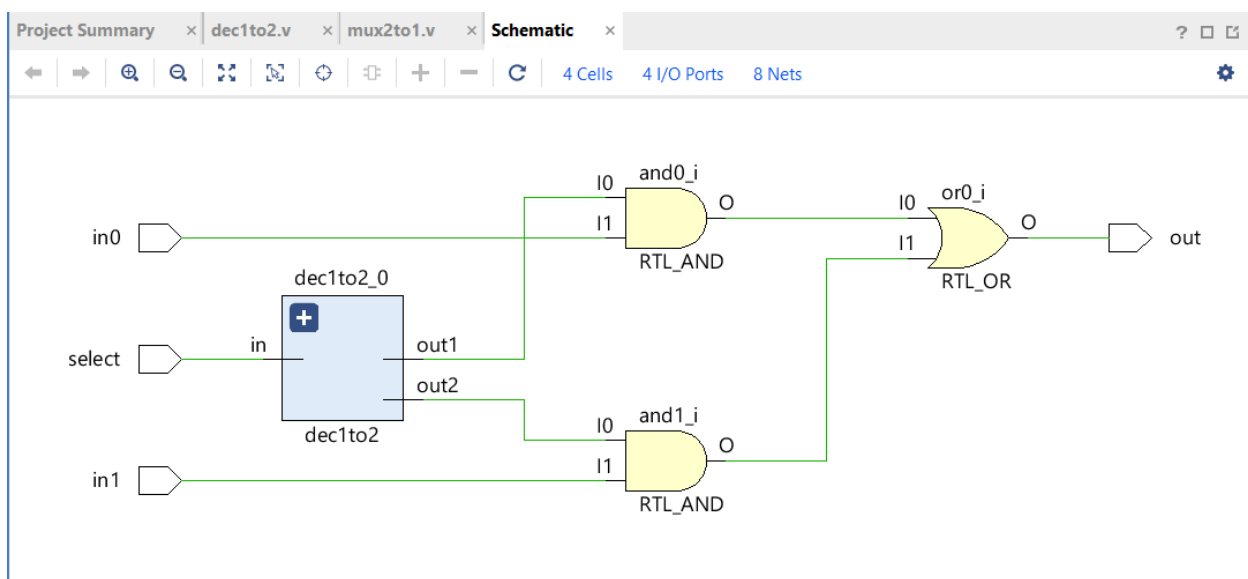 Project Summary × dec1to2.v × mux2to1.v × Schematic ×
?
4 Cells 4 I/O Ports 8 Nets
and0_i
I0
I1
O
RTL_AND
or0_i
I0
I1
O
RTL_OR
out
in0
dec1to2_0
select
in
out1
out2
dec1to2
and1_i
I0
I1
O
RTL_AND
in1